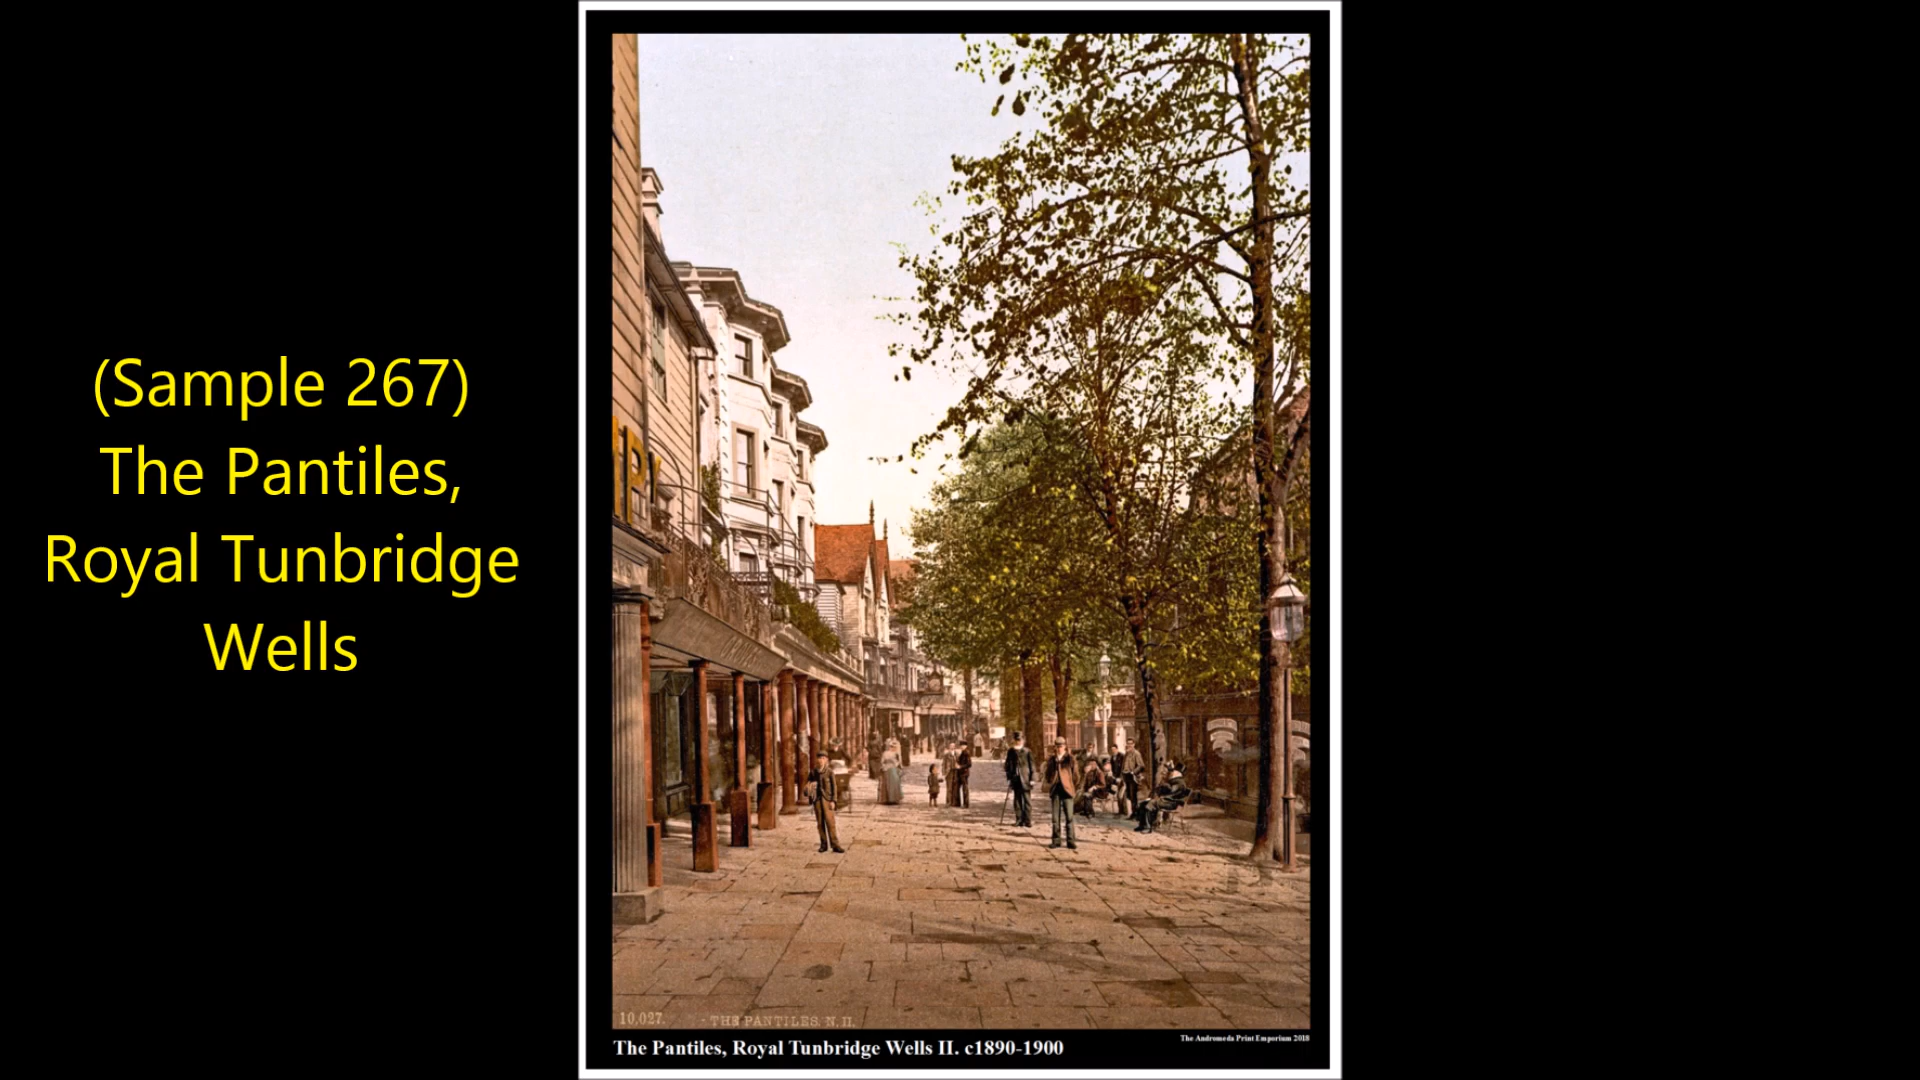 (Sample 267)
The Pantiles,
Royal Tunbridge
Wells
10,027. - THE PANTILES. N. II.
The Pantiles, Royal Tunbridge Wells II. c1890-1900
The Andromeda Print Emporium 2018